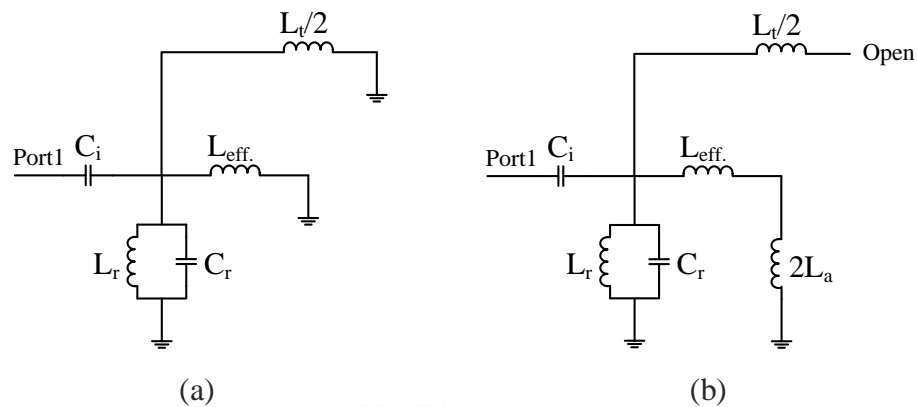 Lt/2
Port1
Ci
Leff.
Lr
Cr
(a)
Lt/2
Open
Port1
Ci
Leff.
Lr
Cr
2La
(b)